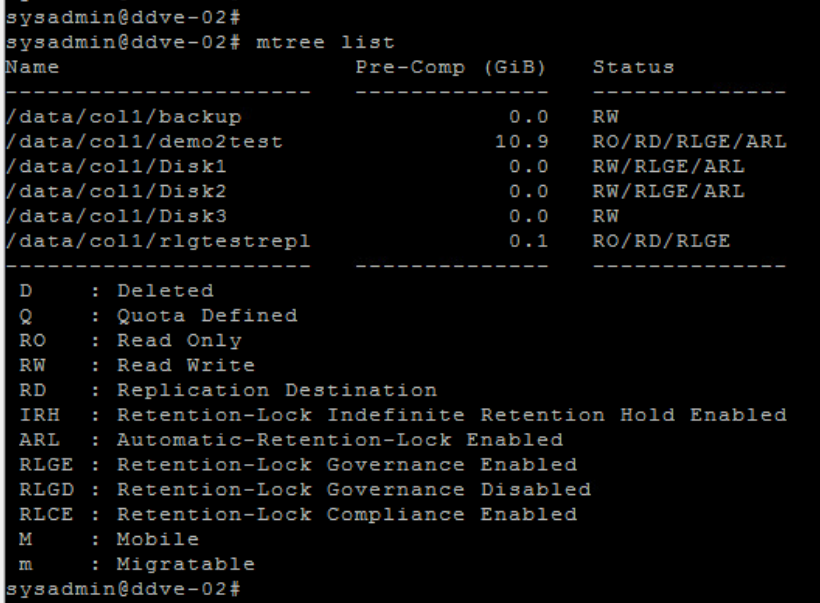 sysadmin@ddve-02#
sysadmin@ddve-02# mtree list
Name                     Pre-Comp (GiB)   Status
----------------------   --------------   --------------
/data/col1/backup                   0.0   RW
/data/col1/demo2test               10.9   RO/RD/RLGE/ARL
/data/col1/Disk1                    0.0   RW/RLGE/ARL
/data/col1/Disk2                    0.0   RW/RLGE/ARL
/data/col1/Disk3                    0.0   RW
/data/col1/rlgtestrepl              0.1   RO/RD/RLGE
----------------------   --------------   --------------
 D    : Deleted
 Q    : Quota Defined
 RO   : Read Only
 RW   : Read Write
 RD   : Replication Destination
 IRH  : Retention-Lock Indefinite Retention Hold Enabled
 ARL  : Automatic-Retention-Lock Enabled
 RLGE : Retention-Lock Governance Enabled
 RLGD : Retention-Lock Governance Disabled
 RLCE : Retention-Lock Compliance Enabled
 M    : Mobile
 m    : Migratable
sysadmin@ddve-02#